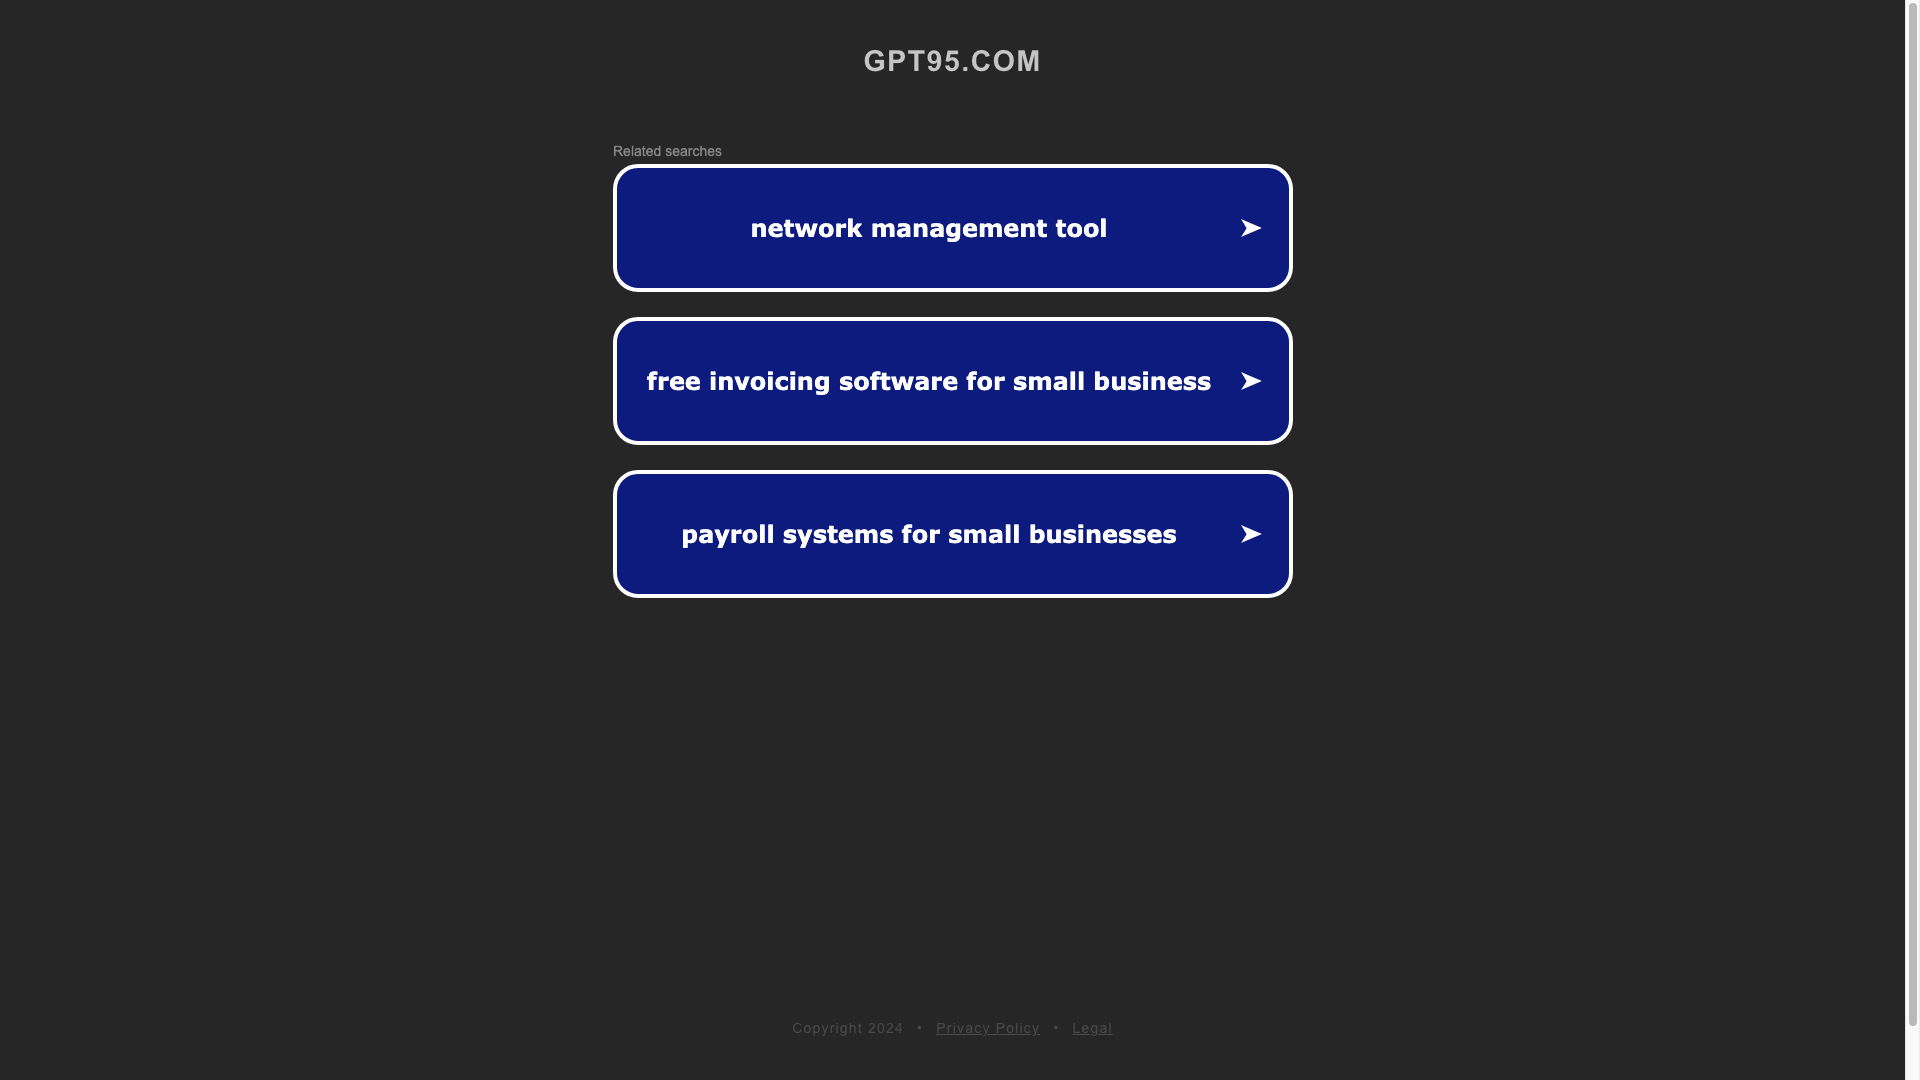 GPT95.COM
Related searches
network management tool ➤
free invoicing software for small business ➤
payroll systems for small businesses ➤
Copyright 2024 • Privacy Policy • Legal